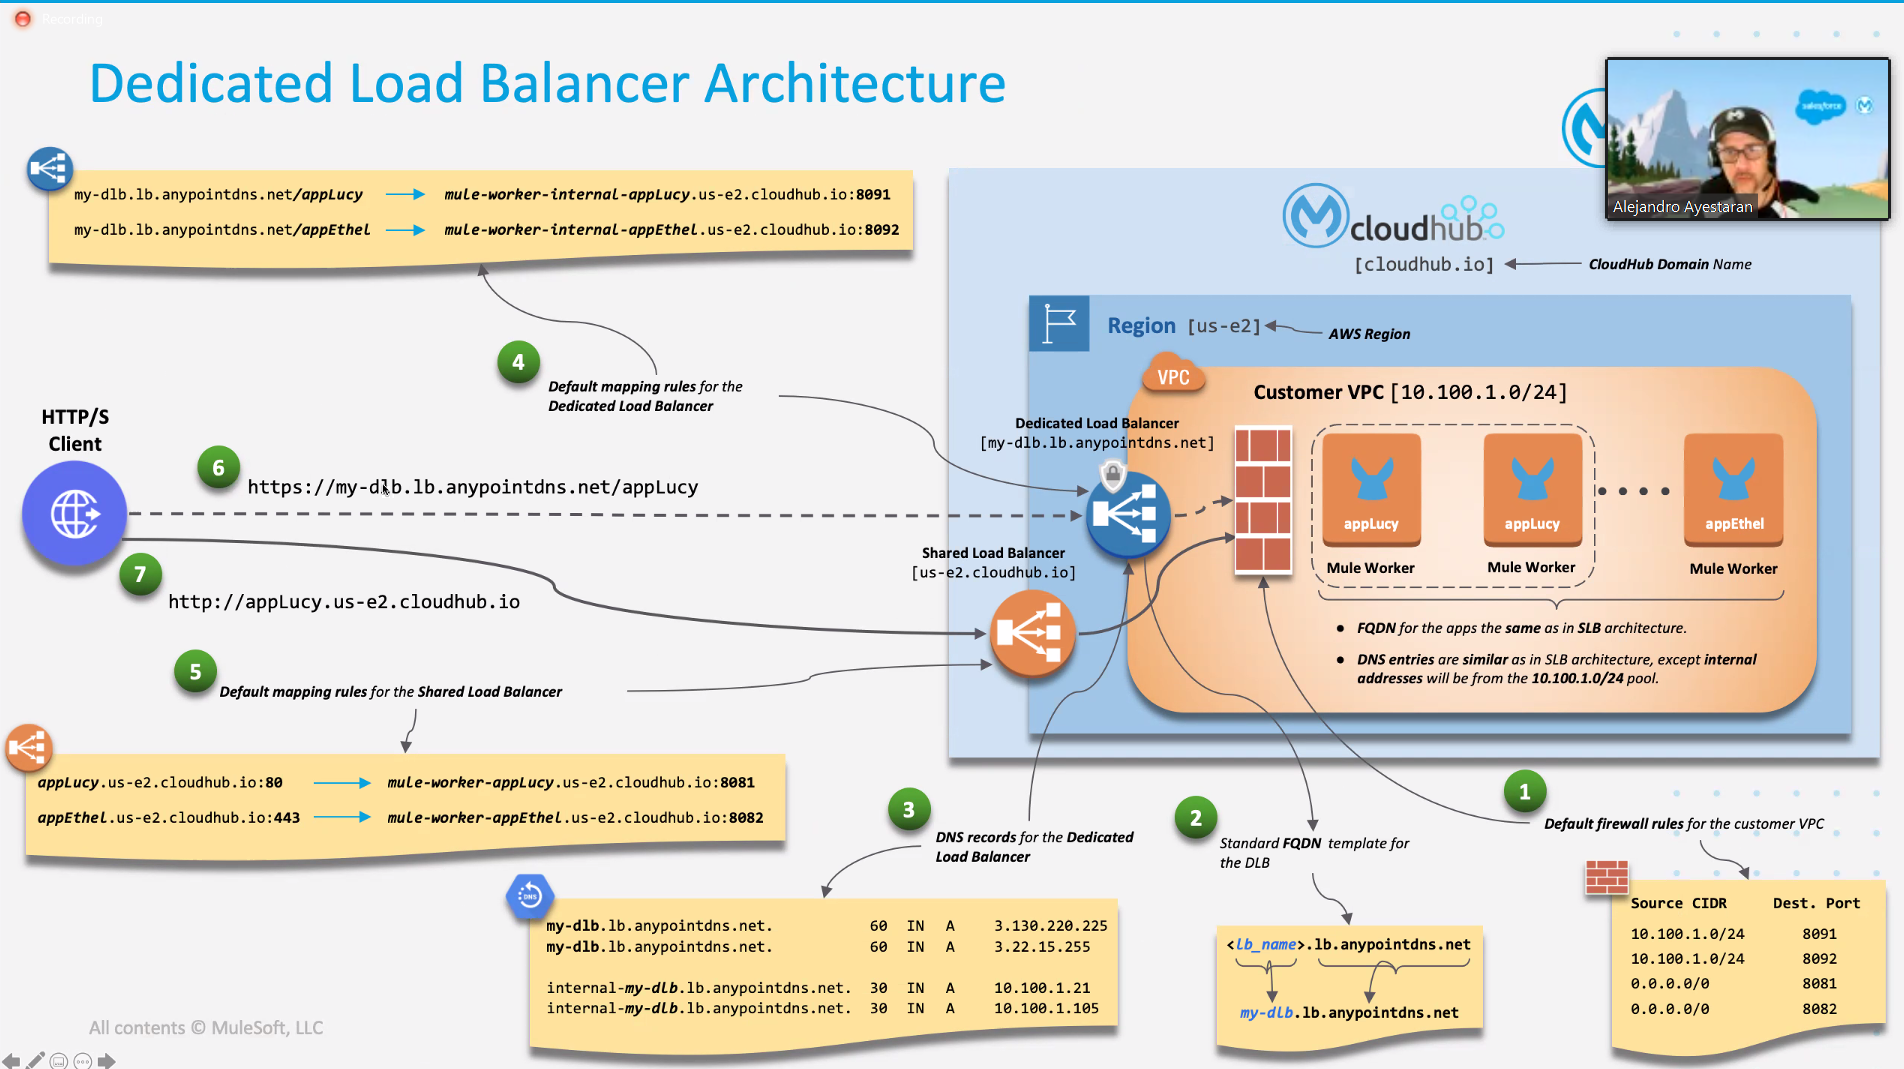 Recording
Dedicated Load Balancer Architecture
salesforce
Alejandro Ayestaran
my-dlb.lb.anypointdns.net/appLucy mule-worker-internal-appLucy.us-e2.cloudhub.io:8091
my-dlb.lb.anypointdns.net/appEthel mule-worker-internal-appEthel.us-e2.cloudhub.io:8092
cloudhub
[cloudhub.io]
CloudHub Domain Name
Region [us-e2]
AWS Region
4
Default mapping rules for the
Dedicated Load Balancer
VPC
Customer VPC [10.100.1.0/24]
HTTP/S
Client
Dedicated Load Balancer
[my-dlb.lb.anypointdns.net]
6
https://my-dlb.lb.anypointdns.net/appLucy
appLucy
appLucy
appEthel
Mule Worker
Mule Worker
Mule Worker
Shared Load Balancer
[us-e2.cloudhub.io]
7
http://appLucy.us-e2.cloudhub.io
FQDN for the apps the same as in SLB architecture.
DNS entries are similar as in SLB architecture, except internal
addresses will be from the 10.100.1.0/24 pool.
5
Default mapping rules for the Shared Load Balancer
appLucy.us-e2.cloudhub.io:80 mule-worker-appLucy.us-e2.cloudhub.io:8081
appEthel.us-e2.cloudhub.io:443 mule-worker-appEthel.us-e2.cloudhub.io:8082
3
DNS records for the Dedicated
Load Balancer
2
Standard FQDN template for
the DLB
1
Default firewall rules for the customer VPC
DNS
my-dlb.lb.anypointdns.net. 60 IN A 3.130.220.225
my-dlb.lb.anypointdns.net. 60 IN A 3.22.15.255
internal-my-dlb.lb.anypointdns.net. 30 IN A 10.100.1.21
internal-my-dlb.lb.anypointdns.net. 30 IN A 10.100.1.105
<lb_name>.lb.anypointdns.net
my-dlb.lb.anypointdns.net
Source CIDR Dest. Port
10.100.1.0/24 8091
10.100.1.0/24 8092
0.0.0.0/0 8081
0.0.0.0/0 8082
All contents © MuleSoft, LLC